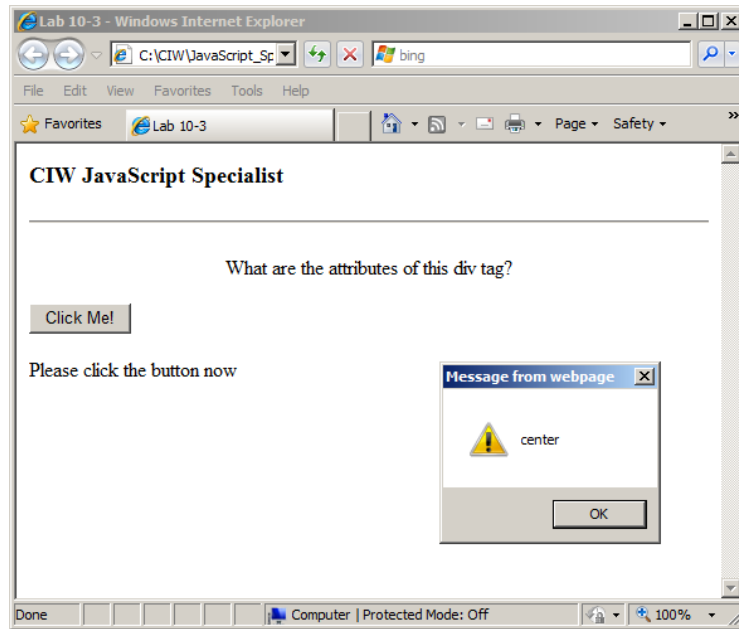 Lab 10-3 - Windows Internet Explorer
C:\CIW\JavaScript_Sp
bing
File Edit View Favorites Tools Help
Favorites Lab 10-3 Page Safety »
CIW JavaScript Specialist
What are the attributes of this div tag?
Click Me!
Please click the button now
Message from webpage
center
OK
Done Computer | Protected Mode: Off 100%